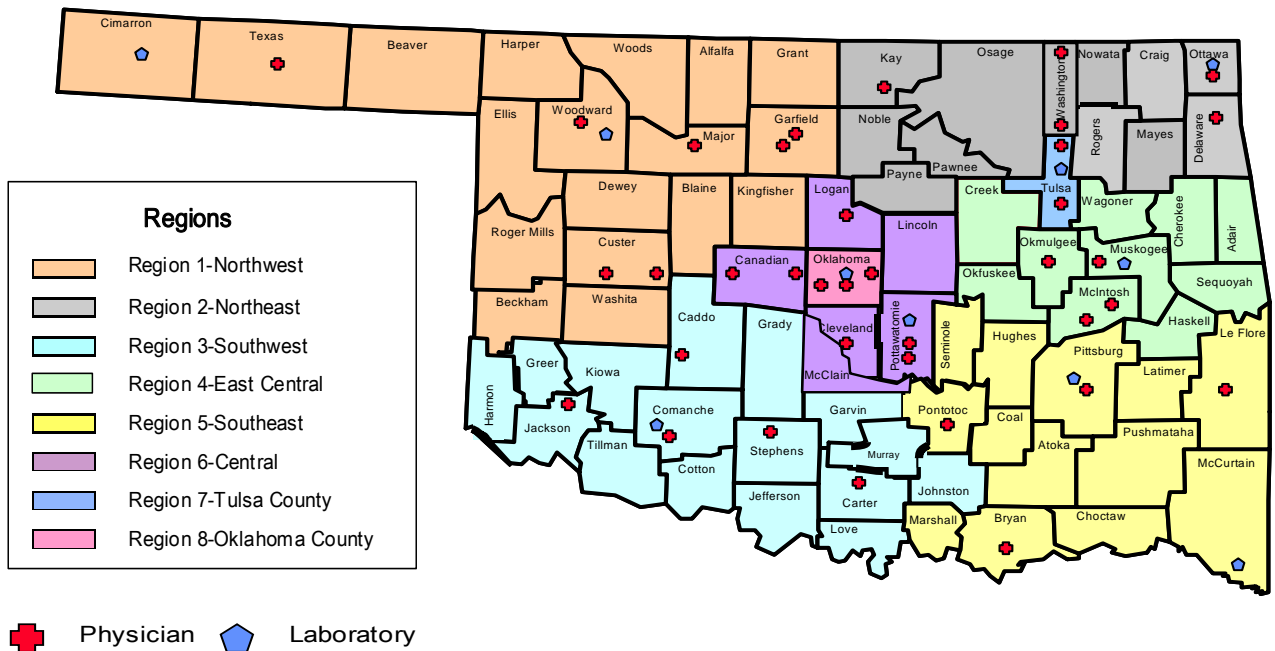 Cimarron
Texas
Beaver
Harper
Woods
Alfalfa
Grant
Kay
Osage
Washington
Nowata
Craig
Ottawa
Ellis
Woodward
Major
Garfield
Noble
Pawnee
Rogers
Mayes
Delaware
Payne
Dewey
Blaine
Kingfisher
Logan
Creek
Tulsa
Wagoner
Cherokee
Adair
Roger Mills
Custer
Canadian
Oklahoma
Lincoln
Okmulgee
Muskogee
Okfuskee
McIntosh
Sequoyah
Beckham
Washita
Caddo
Grady
Cleveland
Pottawatomie
Seminole
Hughes
Pittsburg
Haskell
Le Flore
Latimer
Harmon
Greer
Kiowa
McClain
Jackson
Tillman
Comanche
Garvin
Pontotoc
Coal
Atoka
Pushmataha
Cotton
Stephens
Murray
McCurtain
Jefferson
Carter
Johnston
Love
Marshall
Bryan
Choctaw
Regions
Region 1-Northwest
Region 2-Northeast
Region 3-Southwest
Region 4-East Central
Region 5-Southeast
Region 6-Central
Region 7-Tulsa County
Region 8-Oklahoma County
Physician
Laboratory